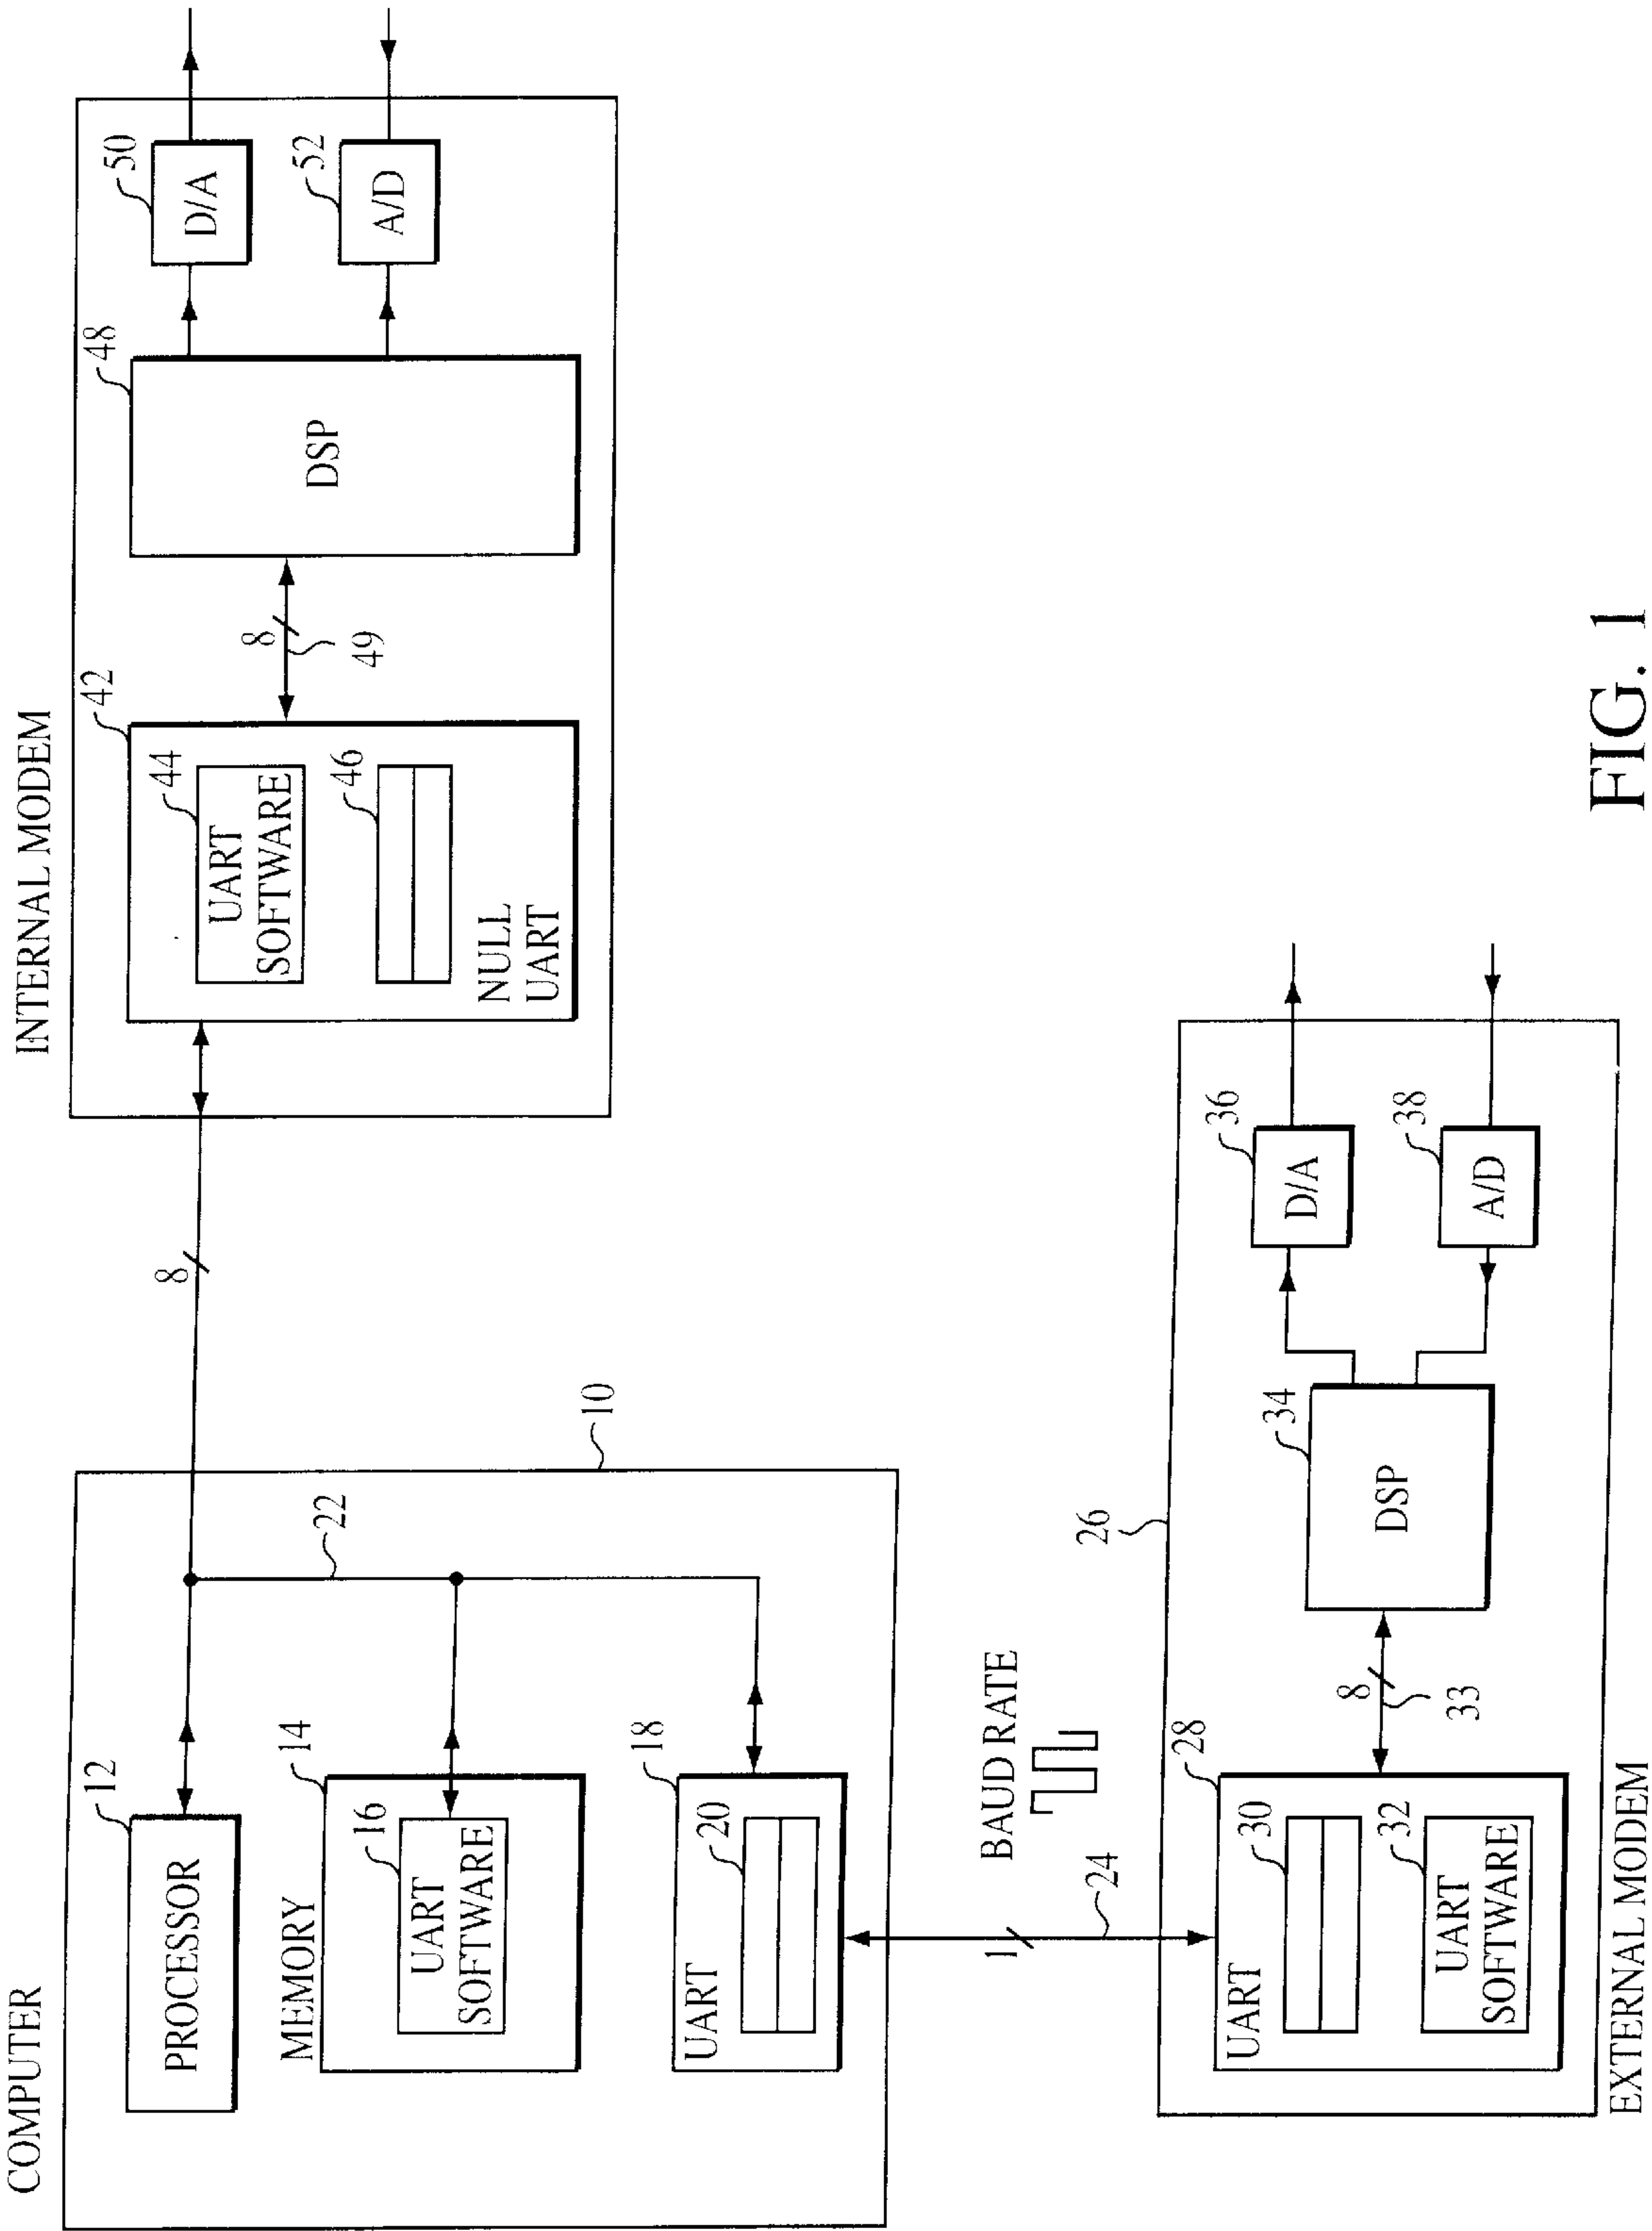 COMPUTER
12
PROCESSOR
MEMORY
14
16
UART
SOFTWARE
UART
18
20
22
10
8
INTERNAL MODEM
42
44
UART
SOFTWARE
46
NULL
UART
8
49
48
DSP
50
D/A
52
A/D
1
24
BAUD RATE
26
UART
28
30
32
UART
SOFTWARE
8
33
34
DSP
36
D/A
38
A/D
EXTERNAL MODEM
FIG. 1